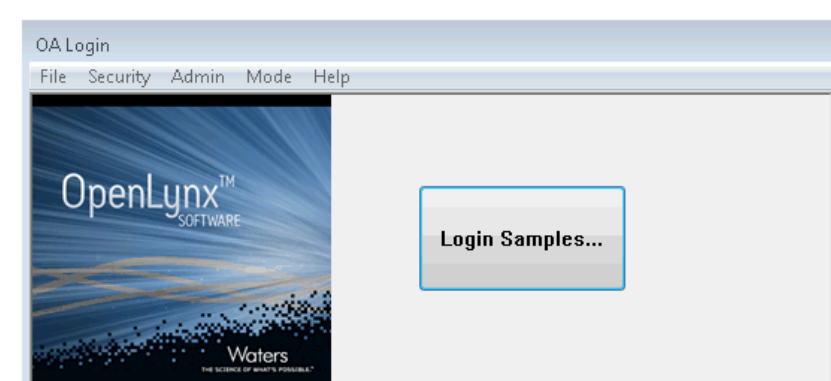 OA Login
File Security Admin Mode Help
OpenLynx™
SOFTWARE
Login Samples...
Waters
THE SCIENCE OF WHAT'S POSSIBLE.™